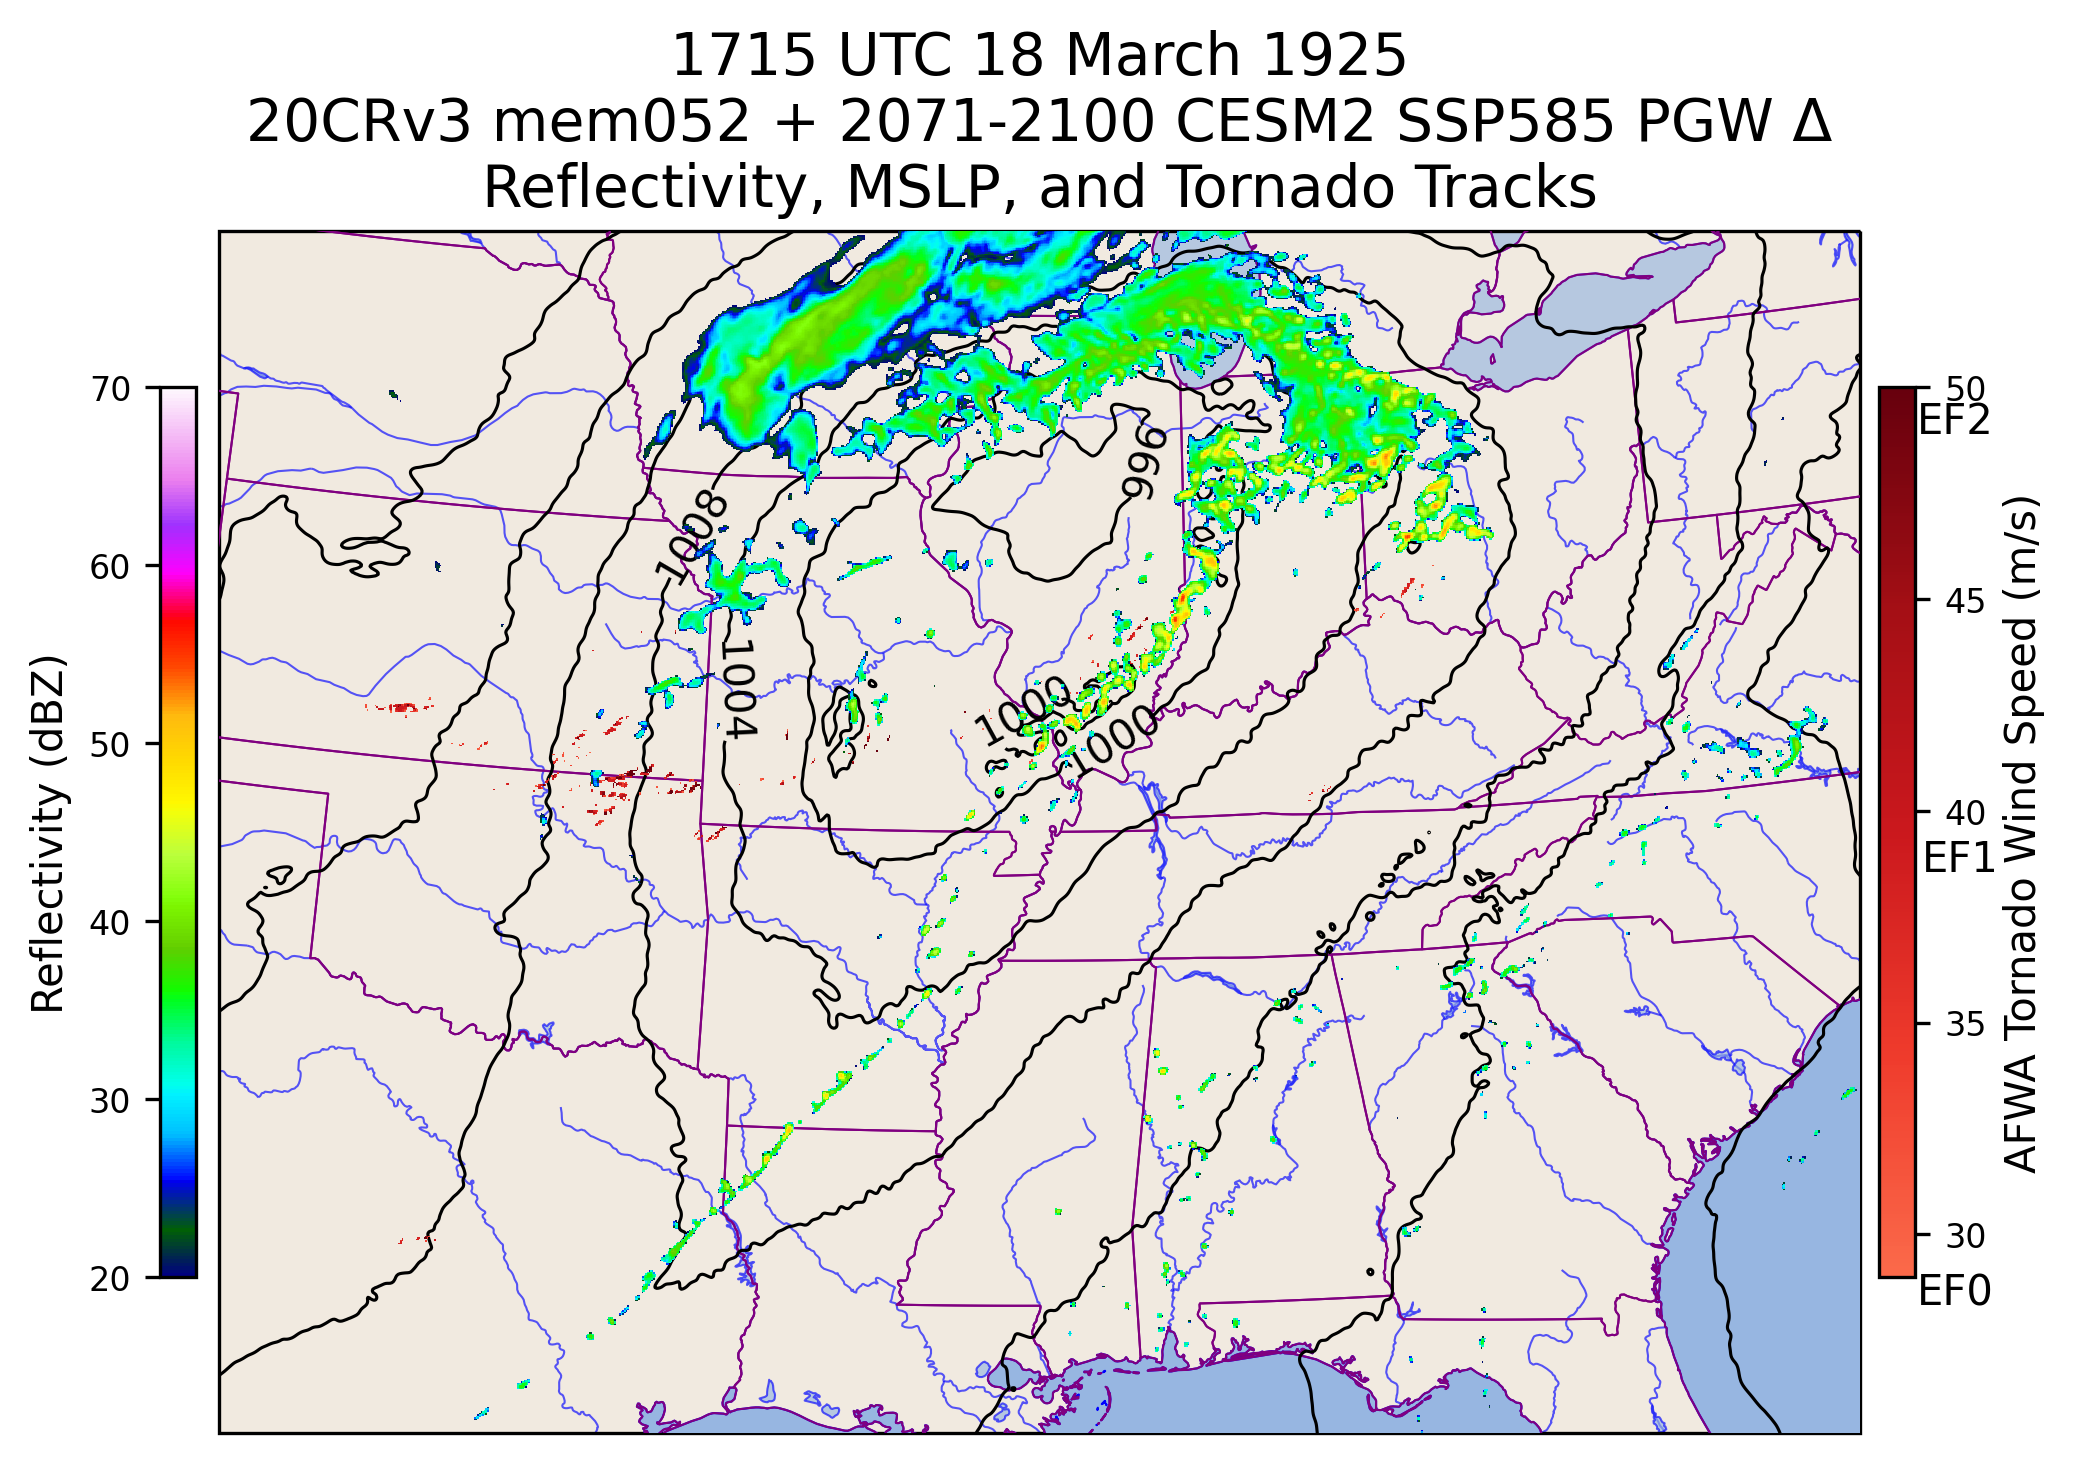 1715 UTC 18 March 1925
20CRv3 mem052 + 2071-2100 CESM2 SSP585 PGW Δ
Reflectivity, MSLP, and Tornado Tracks
70
60
50
40
30
20
Reflectivity (dBZ)
996
1008
1004
1000
1000
50
EF2
45
40
EF1
35
30
EF0
AFWA Tornado Wind Speed (m/s)